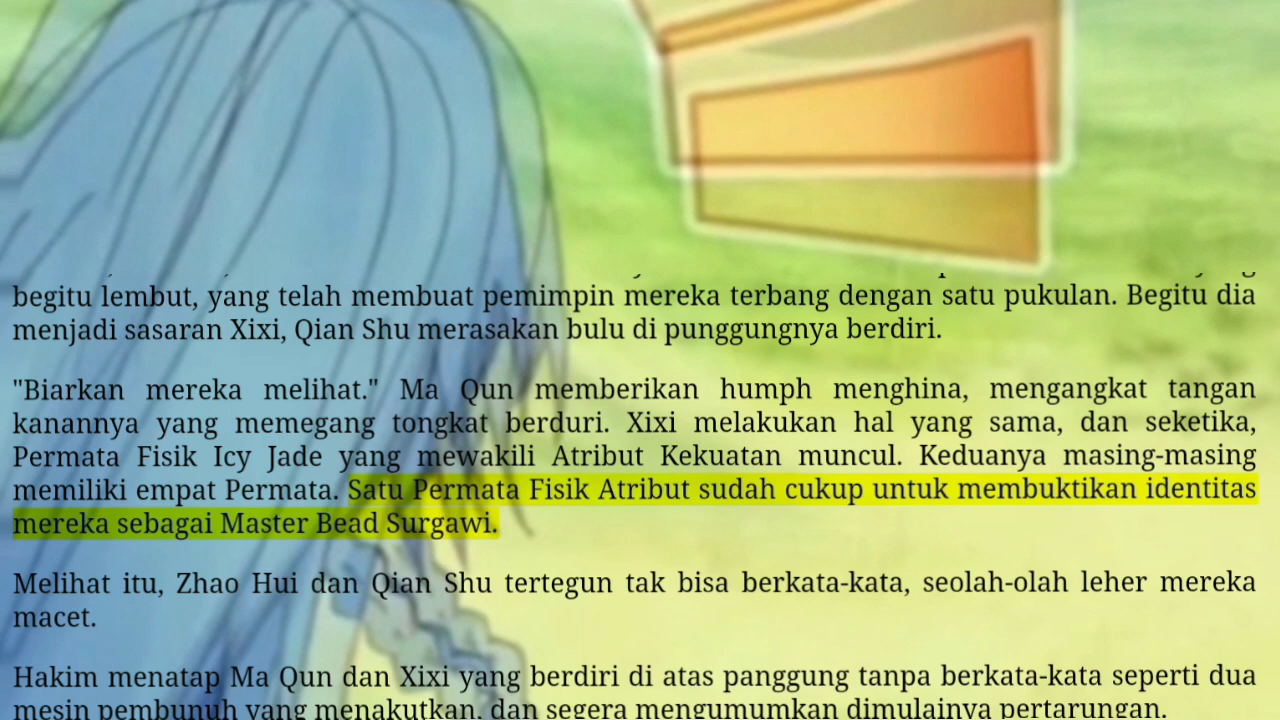 begitu lembut, yang telah membuat pemimpin mereka terbang dengan satu pukulan. Begitu dia
menjadi sasaran Xixi, Qian Shu merasakan bulu di punggungnya berdiri.
"Biarkan mereka melihat." Ma Qun memberikan humph menghina, mengangkat tangan
kanannya yang memegang tongkat berduri. Xixi melakukan hal yang sama, dan seketika,
Permata Fisik Icy Jade yang mewakili Atribut Kekuatan muncul. Keduanya masing-masing
memiliki empat Permata. Satu Permata Fisik Atribut sudah cukup untuk membuktikan identitas
mereka sebagai Master Bead Surgawi.
Melihat itu, Zhao Hui dan Qian Shu tertegun tak bisa berkata-kata, seolah-olah leher mereka
macet.
Hakim menatap Ma Qun dan Xixi yang berdiri di atas panggung tanpa berkata-kata seperti dua
mesin pembunuh yang menakutkan, dan segera mengumumkan dimulainya pertarungan.